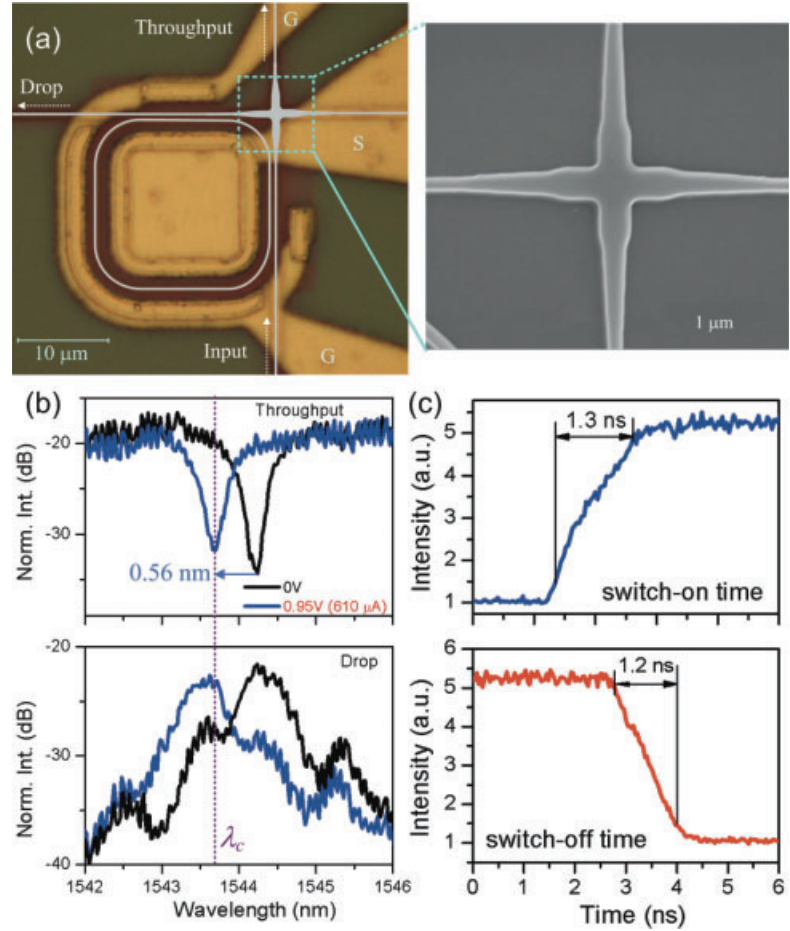 (a)
Throughput
G
Drop
S
10 μm
Input
G
1 μm
(b)
Throughput
Norm. Int. (dB)
-20
-30
0.56 nm
0V
0.95V (610 μA)
Drop
Norm. Int. (dB)
-20
-30
-40
λc
1542 1543 1544 1545 1546
Wavelength (nm)
(c)
1.3 ns
Intensity (a.u.)
5
4
3
2
1
switch-on time
1.2 ns
Intensity (a.u.)
6
5
4
3
2
1
switch-off time
0 1 2 3 4 5 6
Time (ns)